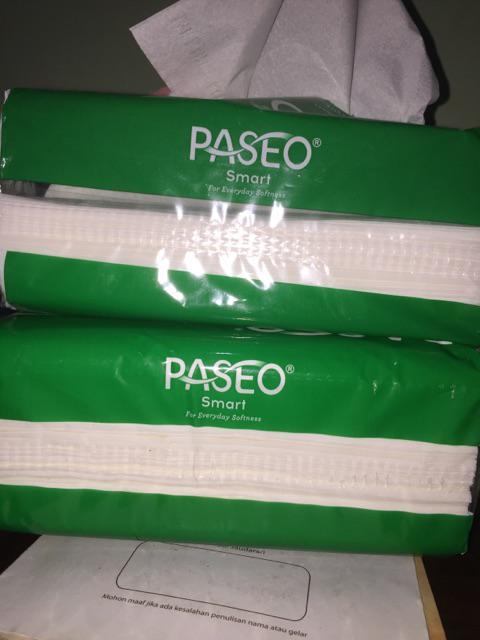 PASEO®
Smart
For Everyday Softness
PASEO®
Smart
For Everyday Softness
Mohon maaf jika ada kesalahan penulisan nama atau gelar